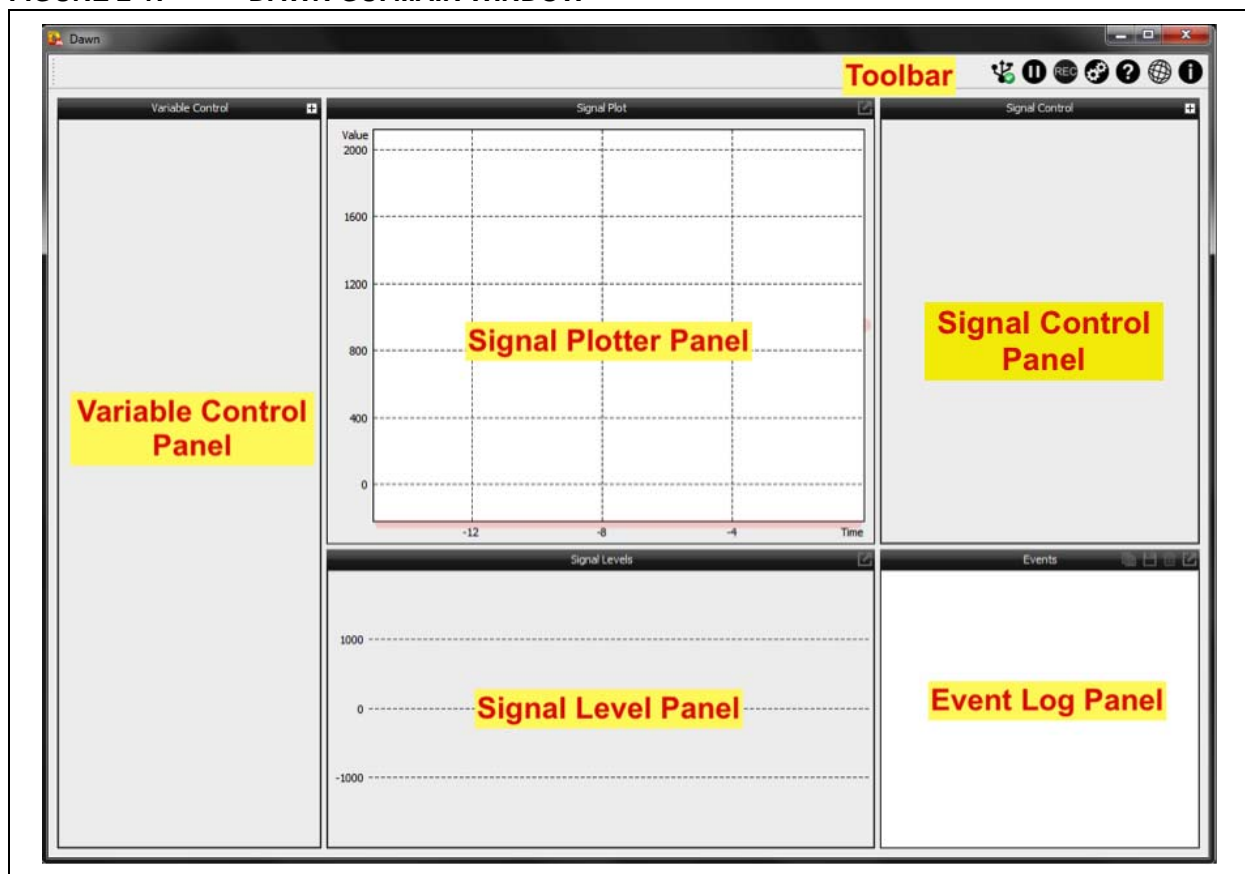 Dawn
Toolbar
REC
Variable Control
Signal Plot
Signal Control
Value
2000
1600
1200
800
400
0
-12
-8
-4
Time
Signal Plotter Panel
Signal Control
Panel
Variable Control
Panel
Signal Levels
Events
1000
0
-1000
Signal Level Panel
Event Log Panel